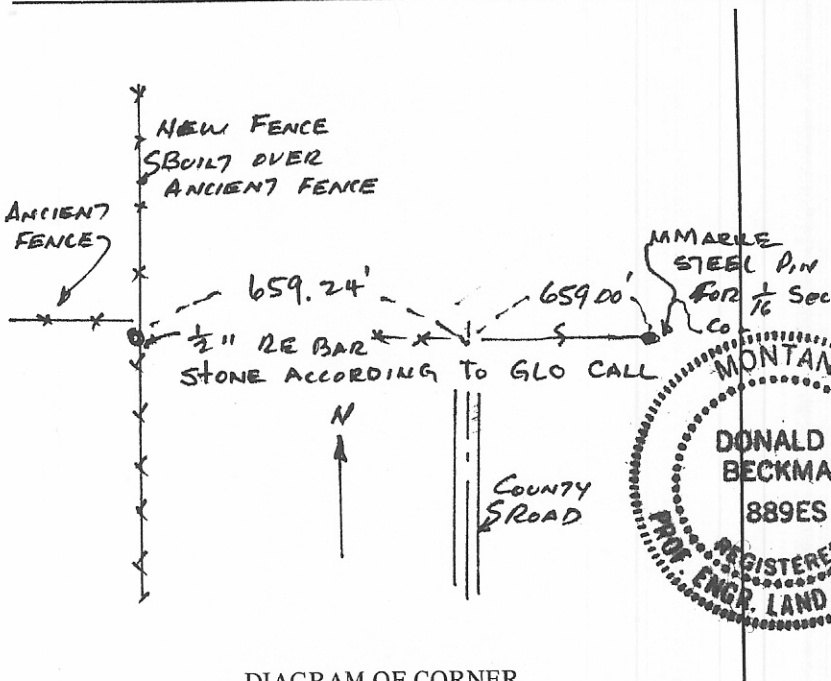 NEW FENCE
BUILT OVER
ANCIENT FENCE
ANCIENT
FENCE
659.24'
659.00'
STEEL PIN
FOR 1/16 Sec
Co
1/2" RE BAR
STONE ACCORDING TO GLO CALL
N
COUNTY
ROAD
MONTAN
DONALD
BECKMA
889ES
REGISTERE
PROF. ENGR. LAND
DIAGRAM OF CORNER